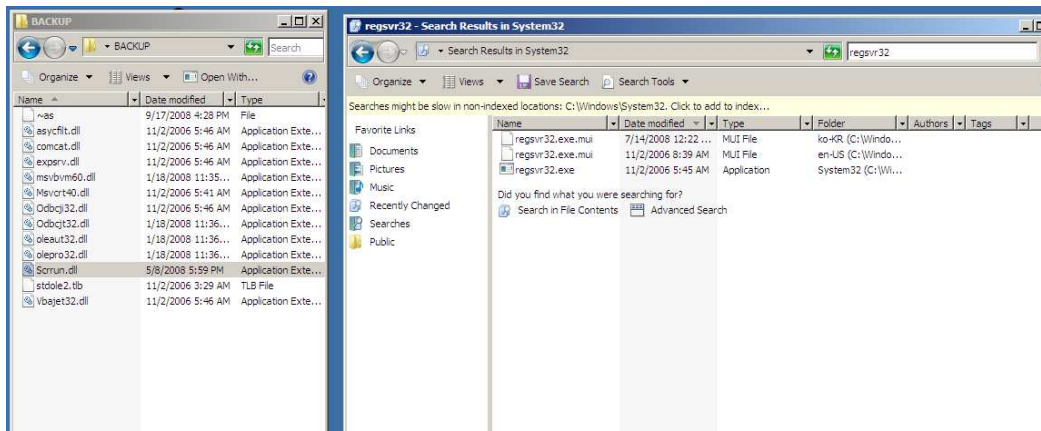 BACKUP
BACKUP
Search
Organize Views Open With...
Name Date modified Type
~as 9/17/2008 4:28 PM File
asycfilt.dll 11/2/2006 5:46 AM Application Exte...
comcat.dll 11/2/2006 5:46 AM Application Exte...
expsrv.dll 11/2/2006 5:46 AM Application Exte...
msvbvm60.dll 1/18/2008 11:35... Application Exte...
Msvcrt40.dll 11/2/2006 5:41 AM Application Exte...
Odbcji32.dll 11/2/2006 5:46 AM Application Exte...
Odbcjt32.dll 1/18/2008 11:36... Application Exte...
oleaut32.dll 1/18/2008 11:36... Application Exte...
olepro32.dll 1/18/2008 11:36... Application Exte...
Scrrun.dll 5/8/2008 5:59 PM Application Exte...
stdole2.tlb 11/2/2006 3:29 AM TLB File
Vbajet32.dll 11/2/2006 5:46 AM Application Exte...
regsvr32 - Search Results in System32
Search Results in System32
regsvr32
Organize Views Save Search Search Tools
Searches might be slow in non-indexed locations: C:\Windows\System32. Click to add to index...
Favorite Links
Documents
Pictures
Music
Recently Changed
Searches
Public
Name Date modified Type Folder Authors Tags
regsvr32.exe.mui 7/14/2008 12:22 ... MUI File ko-KR (C:\Windo...
regsvr32.exe.mui 11/2/2006 8:39 AM MUI File en-US (C:\Windo...
regsvr32.exe 11/2/2006 5:45 AM Application System32 (C:\Wi...
Did you find what you were searching for?
Search in File Contents Advanced Search